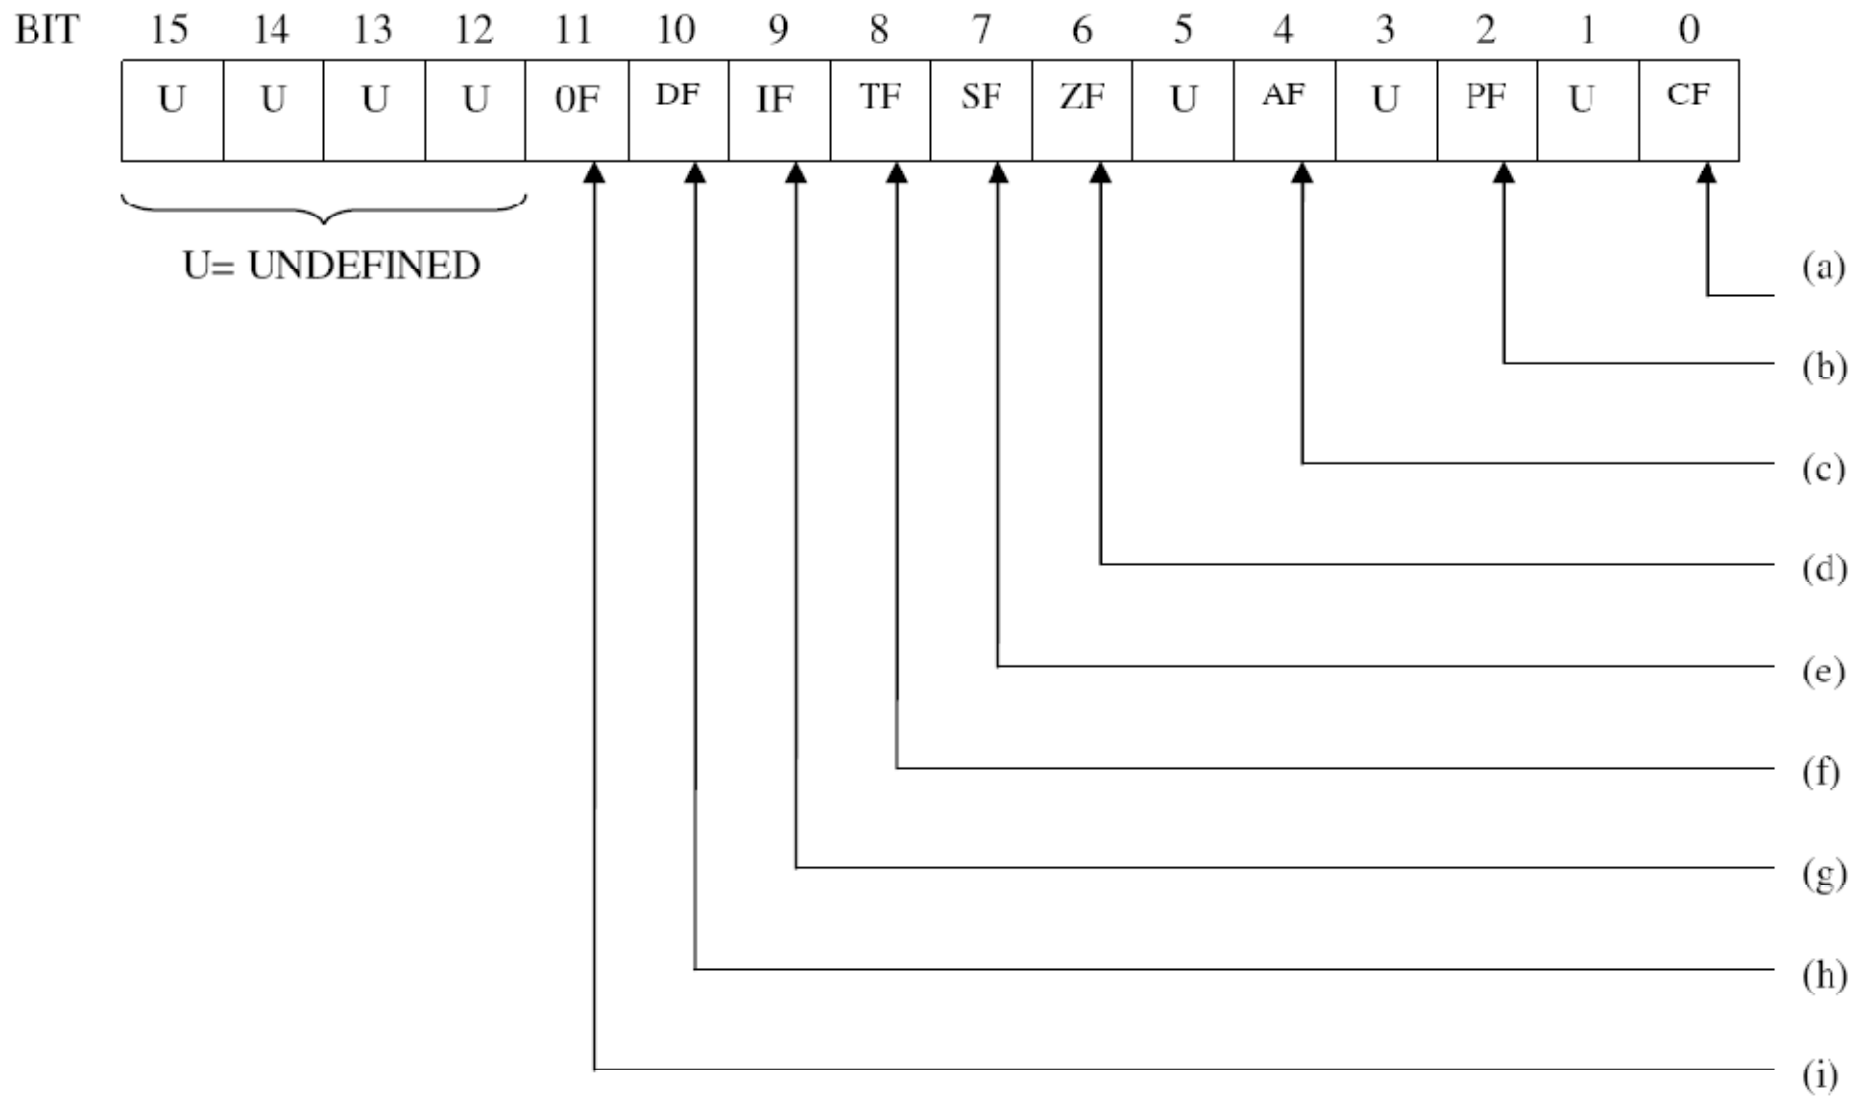 BIT 15 14 13 12 11 10 9 8 7 6 5 4 3 2 1 0
U U U U 0F DF IF TF SF ZF U AF U PF U CF
U= UNDEFINED
(a)
(b)
(c)
(d)
(e)
(f)
(g)
(h)
(i)